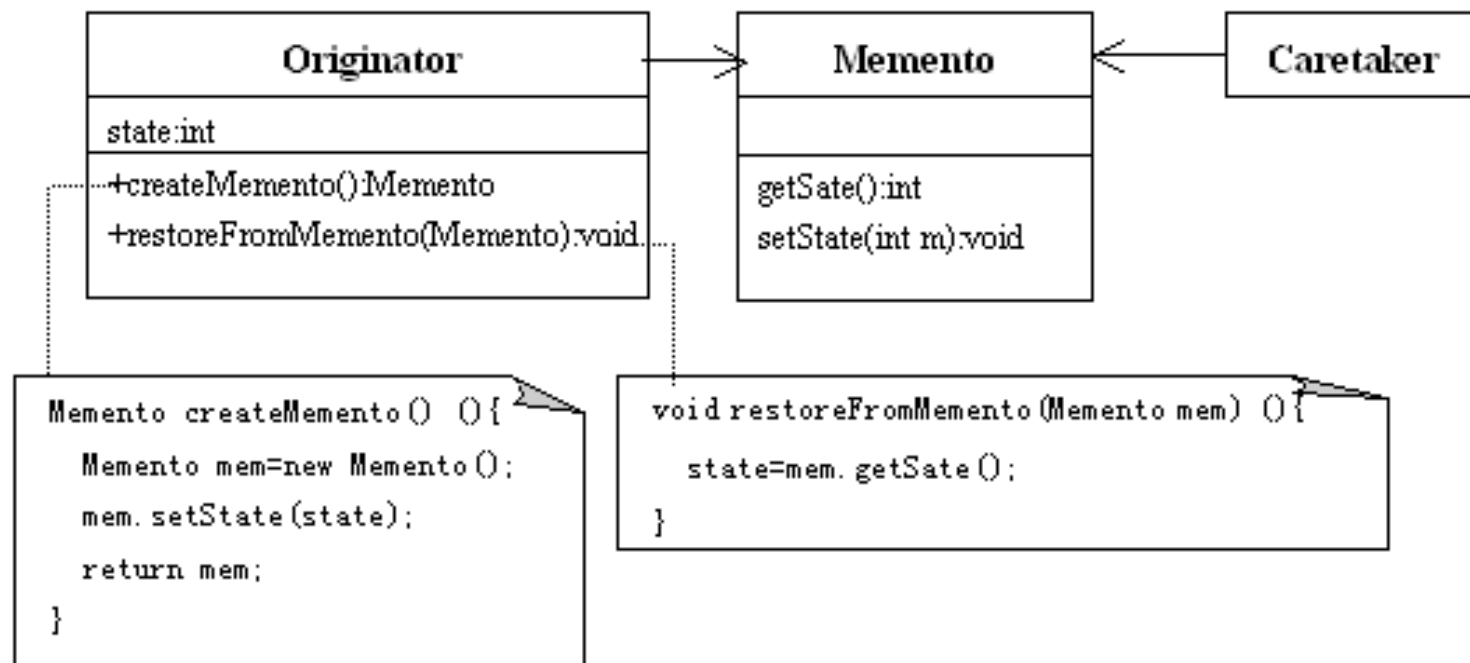 Originator
Memento
Caretaker
state:int
+createMemento():Memento
+restoreFromMemento(Memento):void
getSate():int
setState(int m):void
Memento createMemento() (){
Memento mem=new Memento();
mem.setState(state);
return mem;
}
void restoreFromMemento(Memento mem) (){
state=mem.getSate();
}